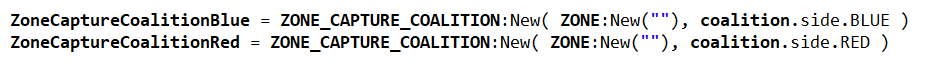 ZoneCaptureCoalitionBlue = ZONE_CAPTURE_COALITION:New( ZONE:New(""), coalition.side.BLUE )
ZoneCaptureCoalitionRed = ZONE_CAPTURE_COALITION:New( ZONE:New(""), coalition.side.RED )